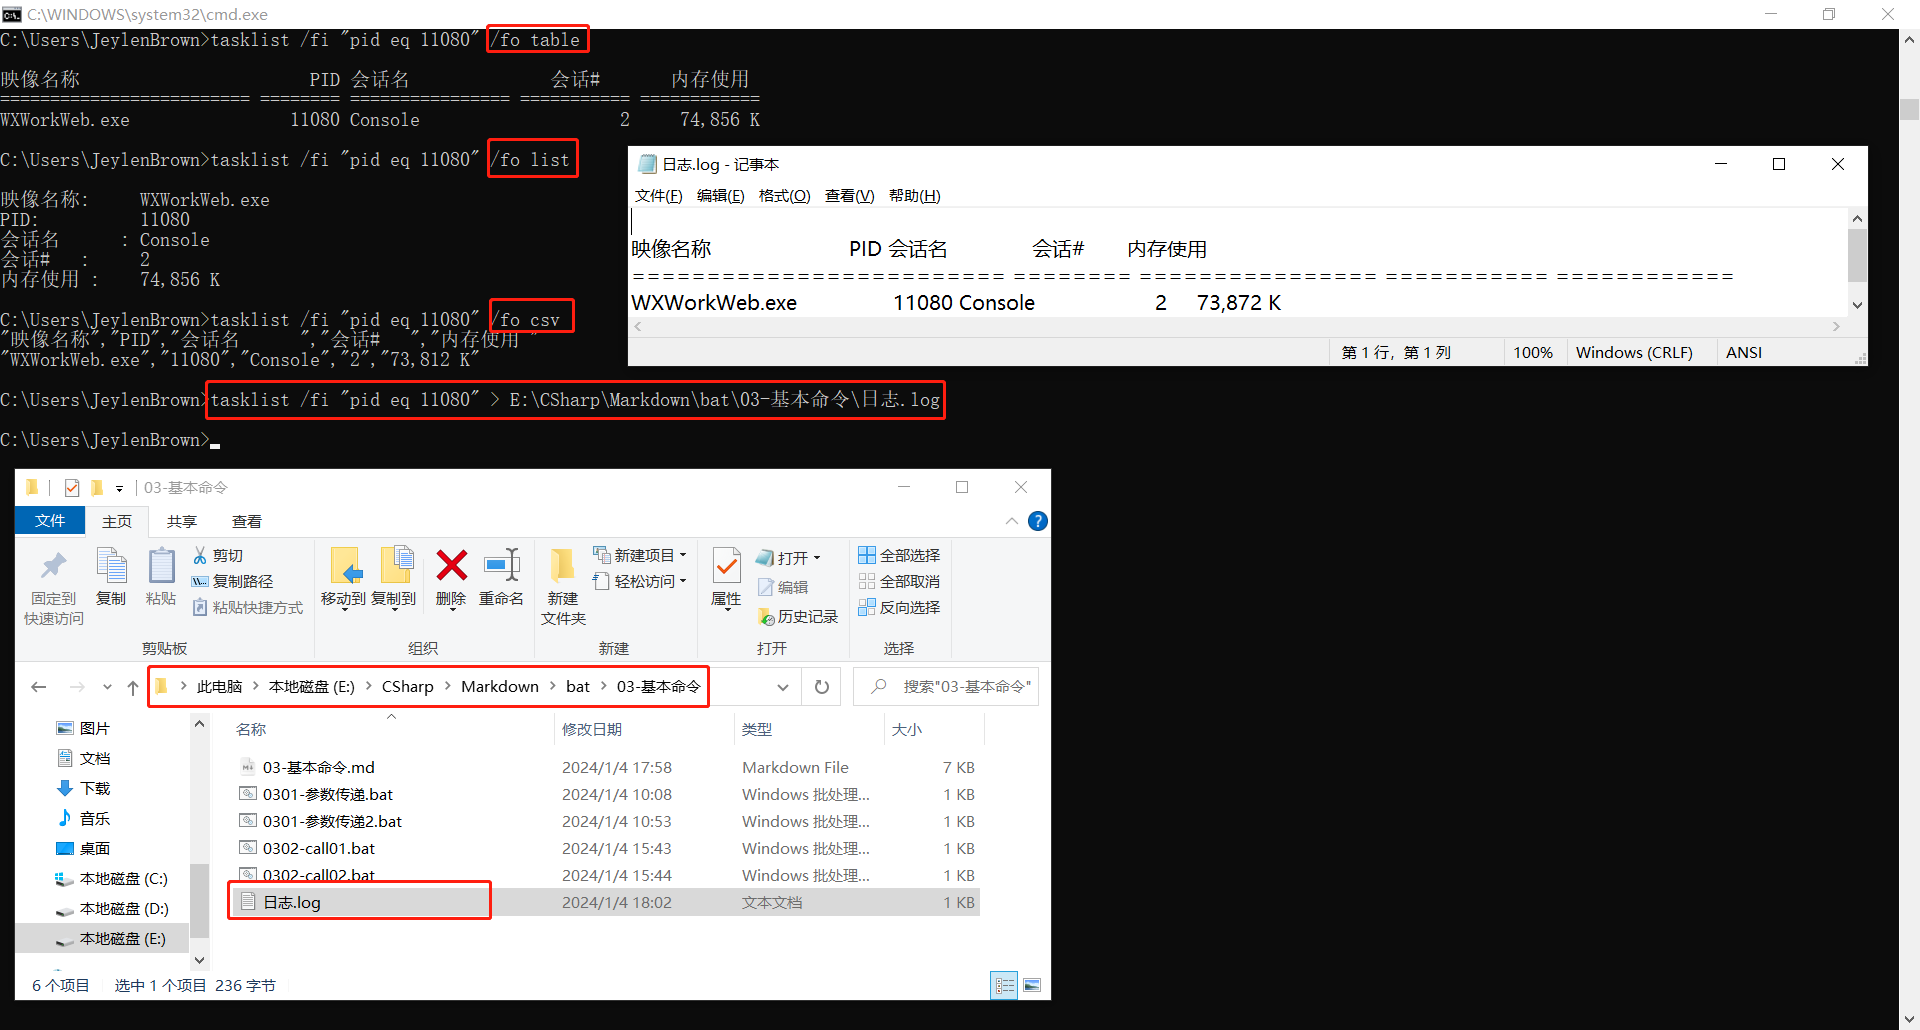 C:\WINDOWS\system32\cmd.exe
C:\Users\JeylenBrown>tasklist /fi "pid eq 11080" /fo table
映像名称 PID 会话名 会话# 内存使用
========================= ======== ================ =========== ============
WXWorkWeb.exe 11080 Console 2 74,856 K
C:\Users\JeylenBrown>tasklist /fi "pid eq 11080" /fo list
映像名称: WXWorkWeb.exe
PID: 11080
会话名 : Console
会话# : 2
内存使用 : 74,856 K
C:\Users\JeylenBrown>tasklist /fi "pid eq 11080" /fo csv
"映像名称","PID","会话名 ","会话# ","内存使用 "
"WXWorkWeb.exe","11080","Console","2","73,812 K"
C:\Users\JeylenBrown>tasklist /fi "pid eq 11080" > E:\CSharp\Markdown\bat\03-基本命令\日志.log
C:\Users\JeylenBrown>
日志.log - 记事本
文件(F) 编辑(E) 格式(O) 查看(V) 帮助(H)
映像名称 PID 会话名 会话# 内存使用
========================= ======== ================ =========== ============
WXWorkWeb.exe 11080 Console 2 73,872 K
第 1 行，第 1 列 100% Windows (CRLF) ANSI
03-基本命令
文件 主页 共享 查看
固定到快速访问
复制
粘贴
剪切
复制路径
粘贴快捷方式
剪贴板
移动到 复制到 删除 重命名
组织
新建文件夹
新建项目
轻松访问
新建
属性
打开
编辑
历史记录
打开
全部选择
全部取消
反向选择
选择
此电脑 > 本地磁盘 (E:) > CSharp > Markdown > bat > 03-基本命令
搜索"03-基本命令"
图片
文档
下载
音乐
桌面
本地磁盘 (C:)
本地磁盘 (D:)
本地磁盘 (E:)
名称 修改日期 类型 大小
03-基本命令.md 2024/1/4 17:58 Markdown File 7 KB
0301-参数传递.bat 2024/1/4 10:08 Windows 批处理... 1 KB
0301-参数传递2.bat 2024/1/4 10:53 Windows 批处理... 1 KB
0302-call01.bat 2024/1/4 15:43 Windows 批处理... 1 KB
0302-call02.bat 2024/1/4 15:44 Windows 批处理... 1 KB
日志.log 2024/1/4 18:02 文本文档 1 KB
6 个项目 选中 1 个项目 236 字节